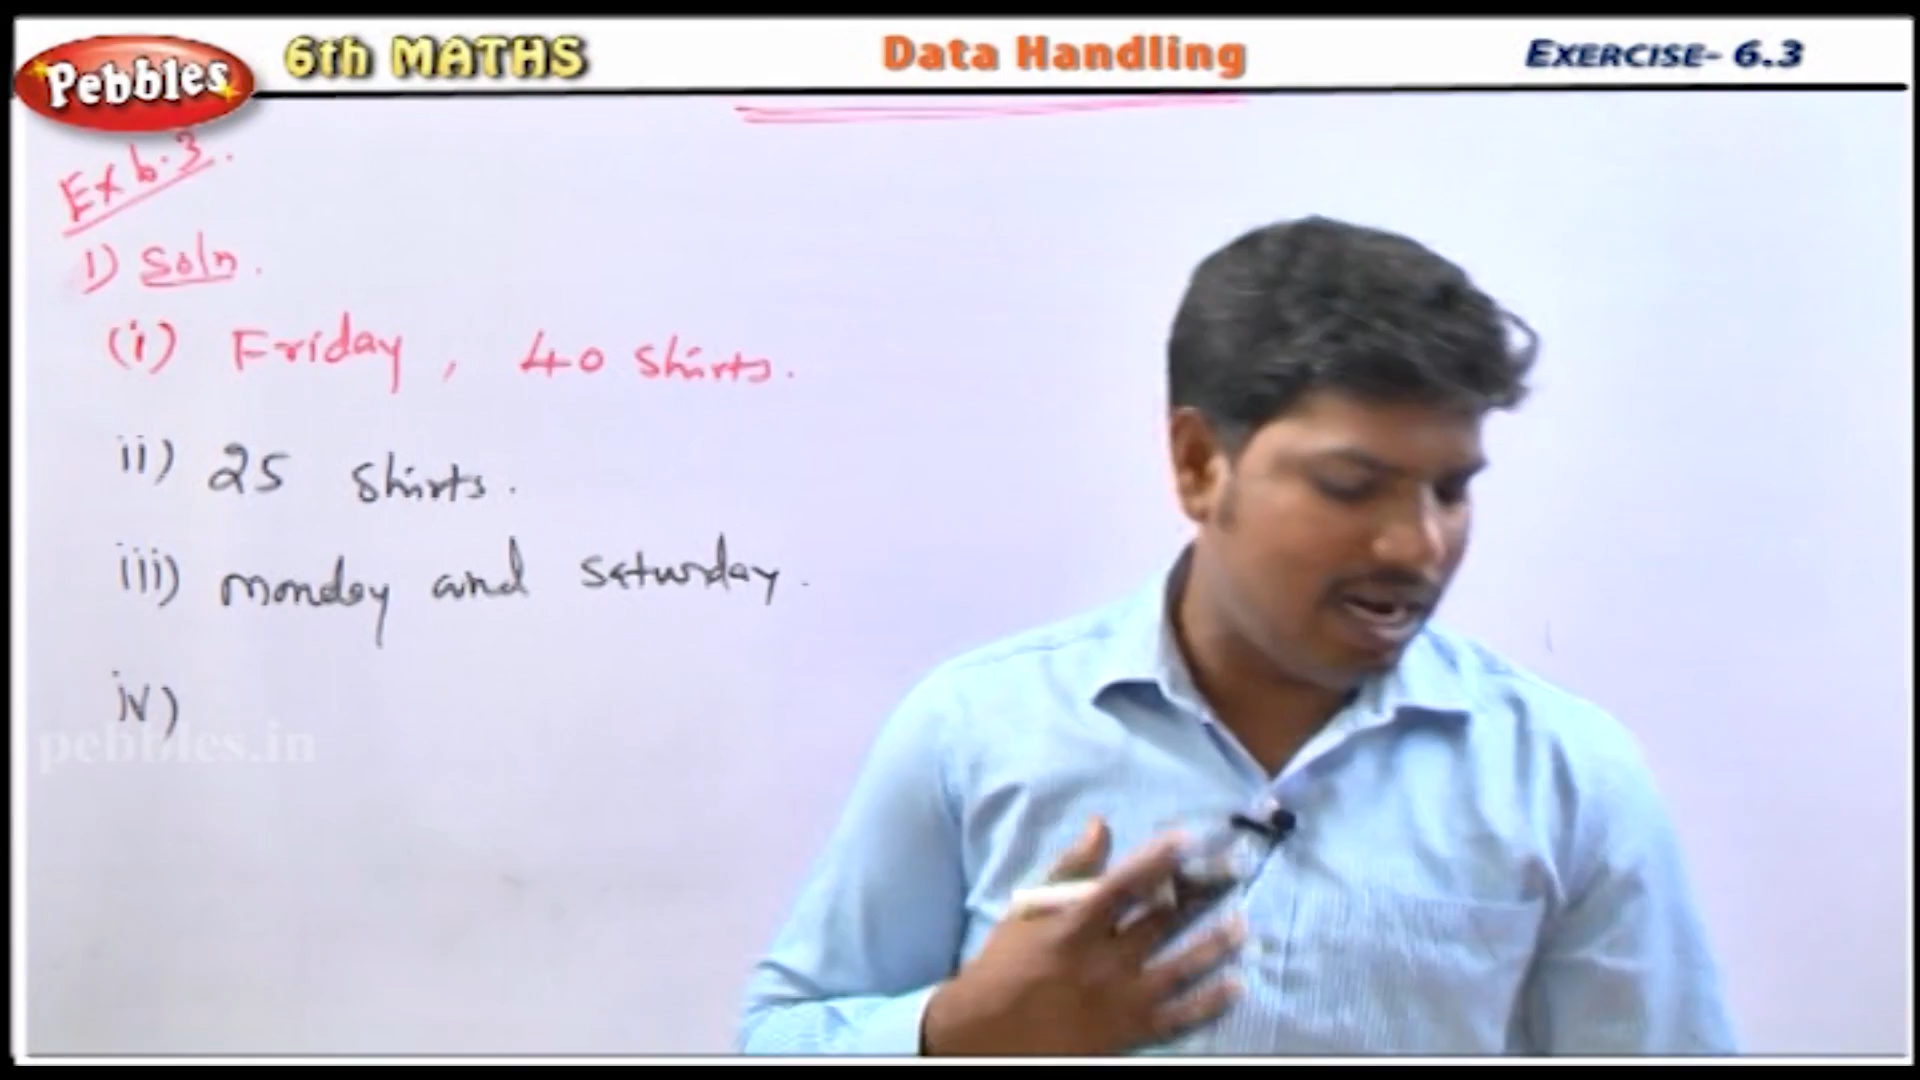 Pebbles 6th MATHS Data Handling EXERCISE- 6.3
Ex 6.3.
1) Soln.
(i) Friday, 40 shirts.
ii) 25 shirts.
iii) monday and saturday.
iv)
pebbles.in